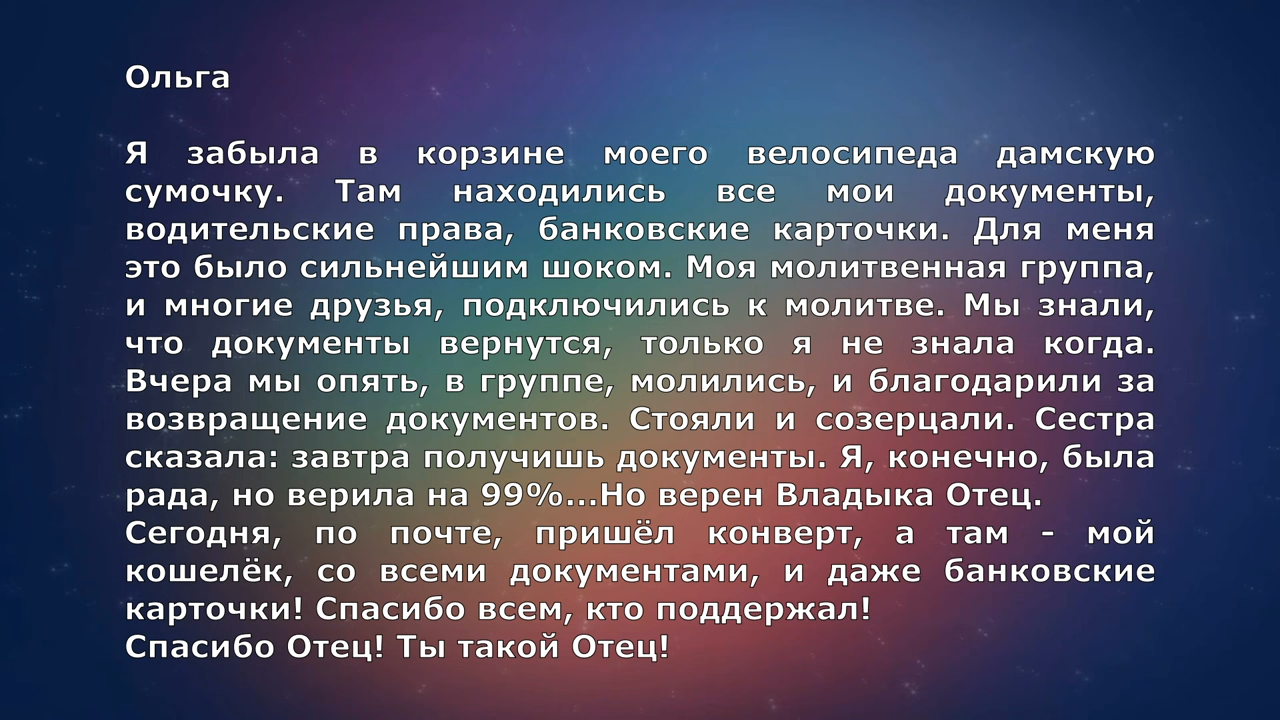 Ольга
Я забыла в корзине моего велосипеда дамскую
сумочку. Там находились все мои документы,
водительские права, банковские карточки. Для меня
это было сильнейшим шоком. Моя молитвенная группа,
и многие друзья, подключились к молитве. Мы знали,
что документы вернутся, только я не знала когда.
Вчера мы опять, в группе, молились, и благодарили за
возвращение документов. Стояли и созерцали. Сестра
сказала: завтра получишь документы. Я, конечно, была
рада, но верила на 99%...Но верен Владыка Отец.
Сегодня, по почте, пришёл конверт, а там - мой
кошелёк, со всеми документами, и даже банковские
карточки! Спасибо всем, кто поддержал!
Спасибо Отец! Ты такой Отец!